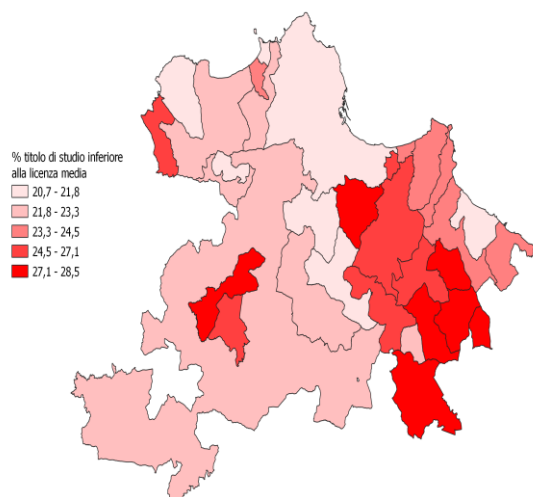 % titolo di studio inferiore
alla licenza media
20,7 - 21,8
21,8 - 23,3
23,3 - 24,5
24,5 - 27,1
27,1 - 28,5